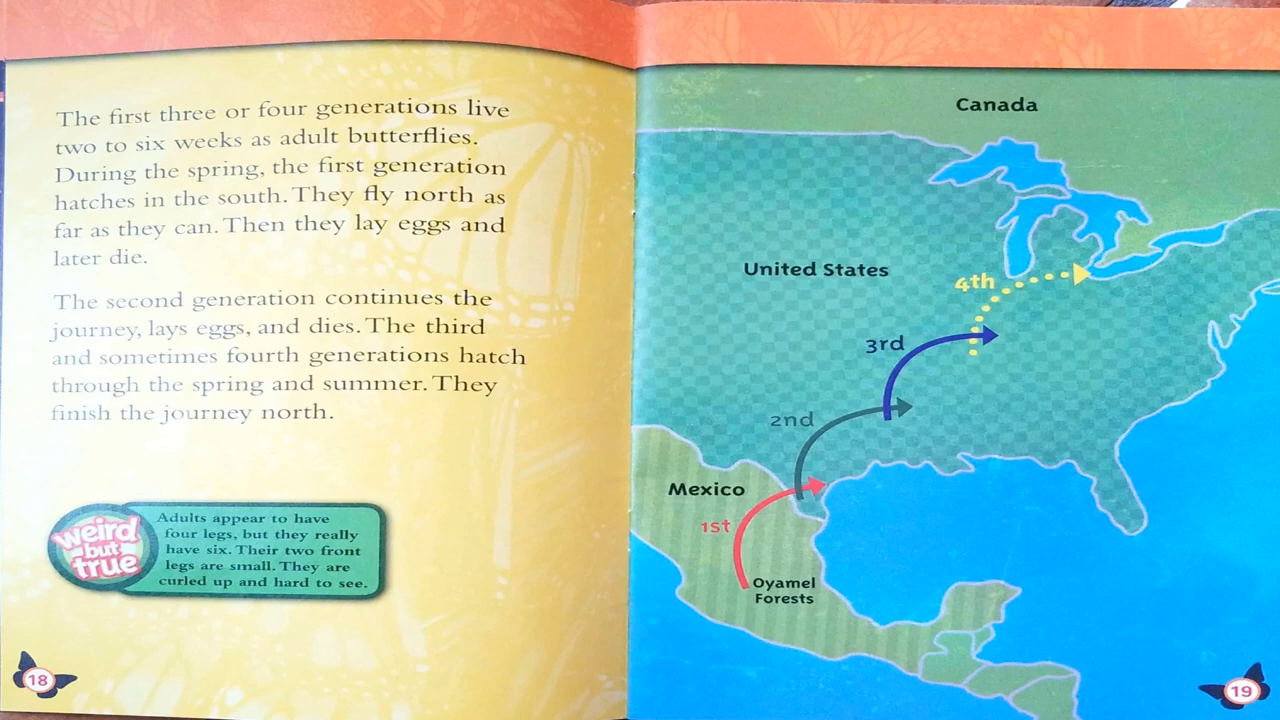 The first three or four generations live
two to six weeks as adult butterflies.
During the spring, the first generation
hatches in the south. They fly north as
far as they can. Then they lay eggs and
later die.
The second generation continues the
journey, lays eggs, and dies. The third
and sometimes fourth generations hatch
through the spring and summer. They
finish the journey north.
weird
but
true
Adults appear to have
four legs, but they really
have six. Their two front
legs are small. They are
curled up and hard to see.
18
Canada
United States
4th
3rd
2nd
Mexico
1st
Oyamel
Forests
19